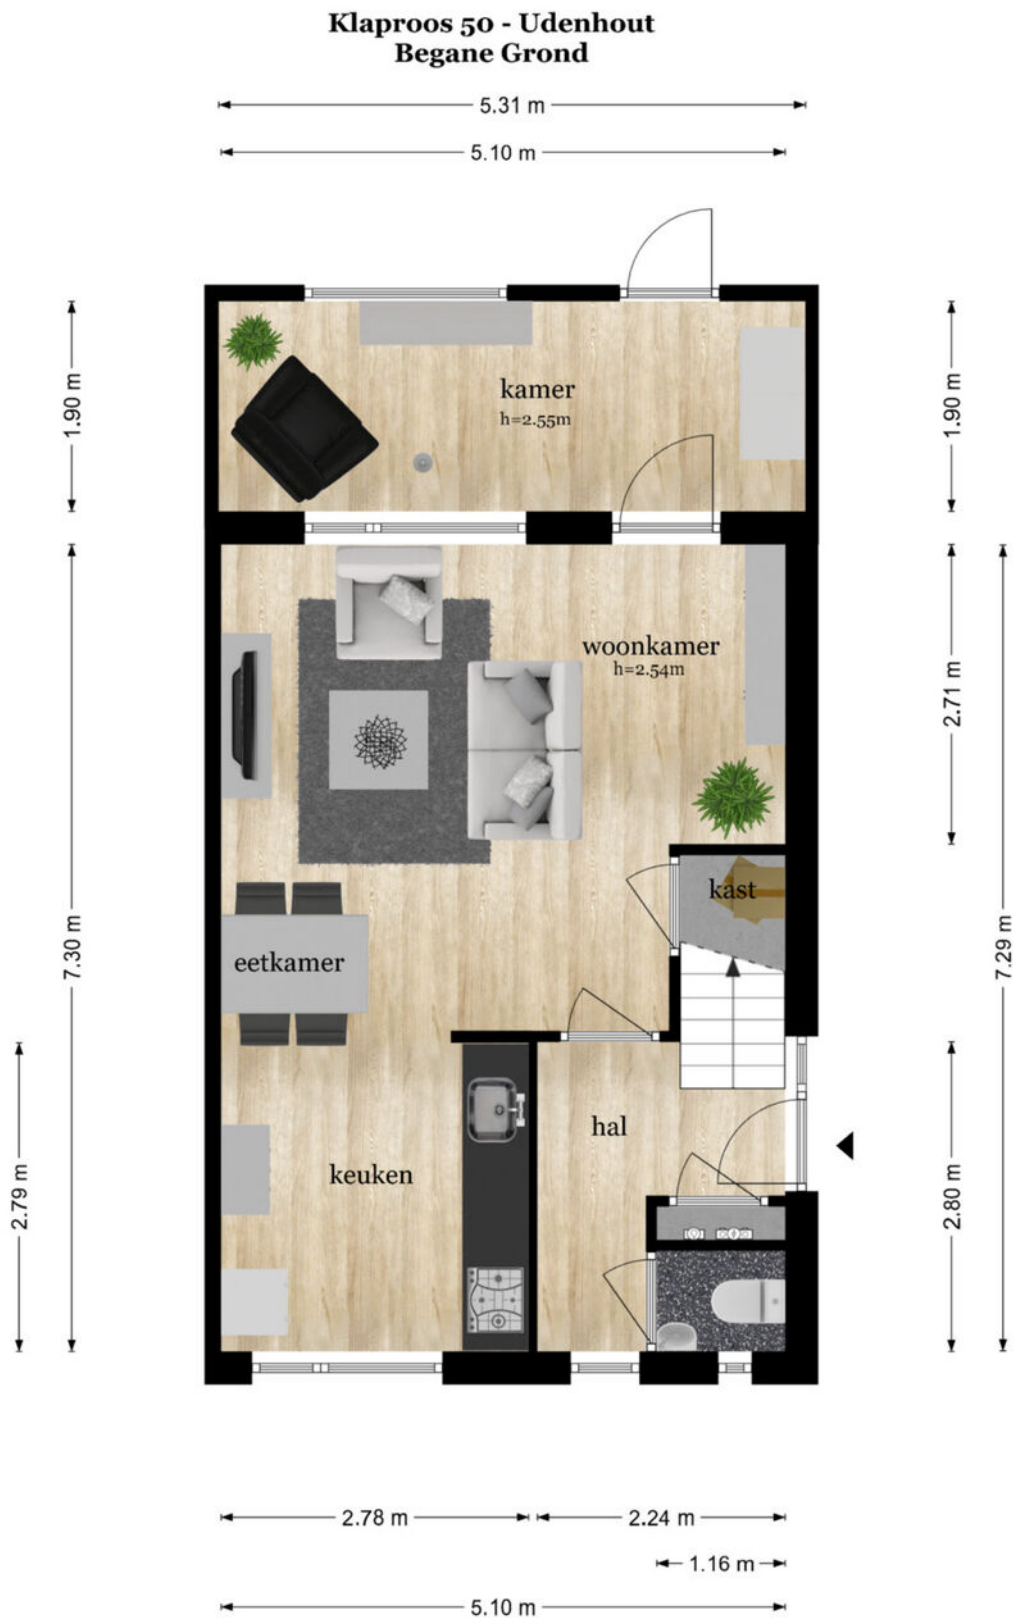 Klaproos 50 - Udenhout
Begane Grond
5.31 m
5.10 m
1.90 m
1.90 m
kamer
h=2.55m
woonkamer
h=2.54m
2.71 m
kast
7.30 m
7.29 m
eetkamer
hal
keuken
2.79 m
2.80 m
2.78 m
2.24 m
1.16 m
5.10 m